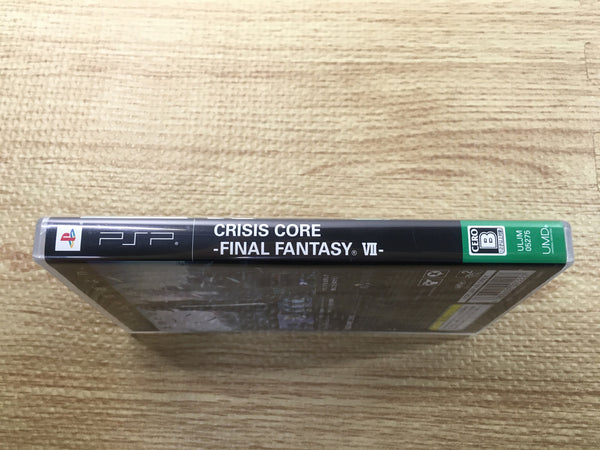 PSP
CRISIS CORE
-FINAL FANTASY® VII-
CERO
B
ULJM
05275
UMD